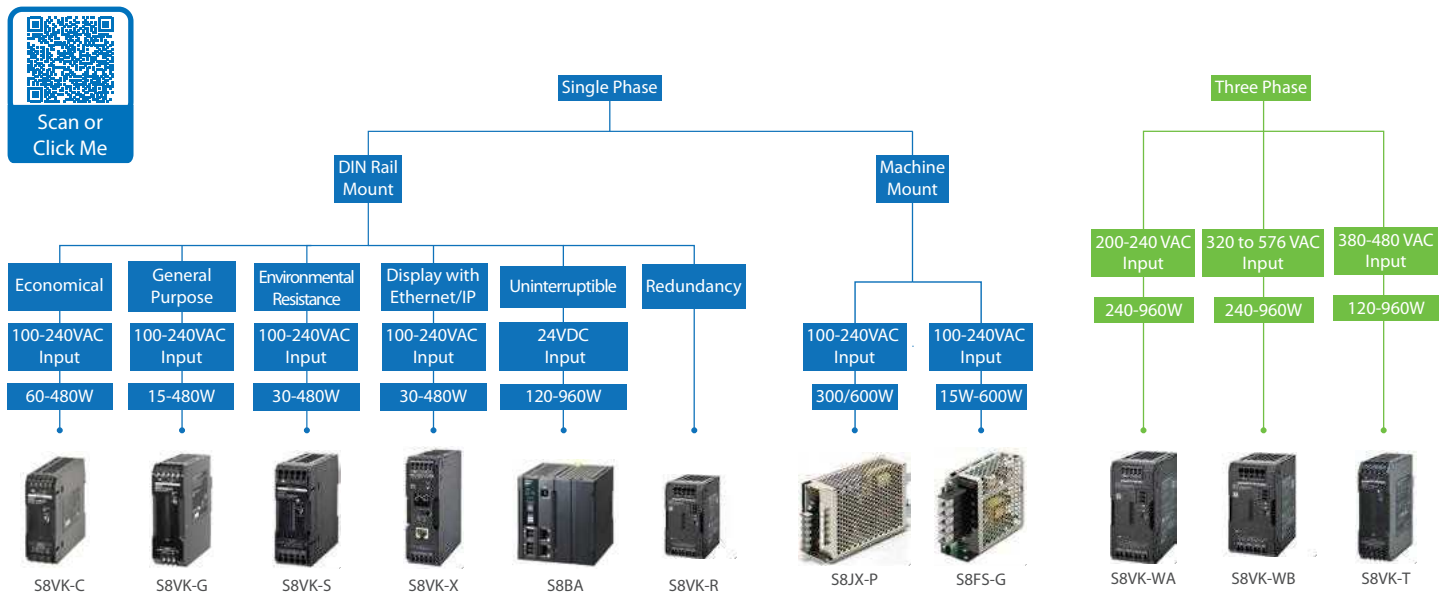 Scan or
Click Me
Single Phase
Three Phase
DIN Rail
Mount
Machine
Mount
Economical
General
Purpose
Environmental
Resistance
Display with
Ethernet/IP
Uninterruptible
Redundancy
100-240VAC
Input
100-240VAC
Input
100-240VAC
Input
100-240VAC
Input
24VDC
Input
100-240VAC
Input
100-240VAC
Input
60-480W
15-480W
30-480W
30-480W
120-960W
300/600W
15W-600W
200-240 VAC
Input
320 to 576 VAC
Input
380-480 VAC
Input
240-960W
240-960W
120-960W
S8VK-C
S8VK-G
S8VK-S
S8VK-X
S8BA
S8VK-R
S8JX-P
S8FS-G
S8VK-WA
S8VK-WB
S8VK-T